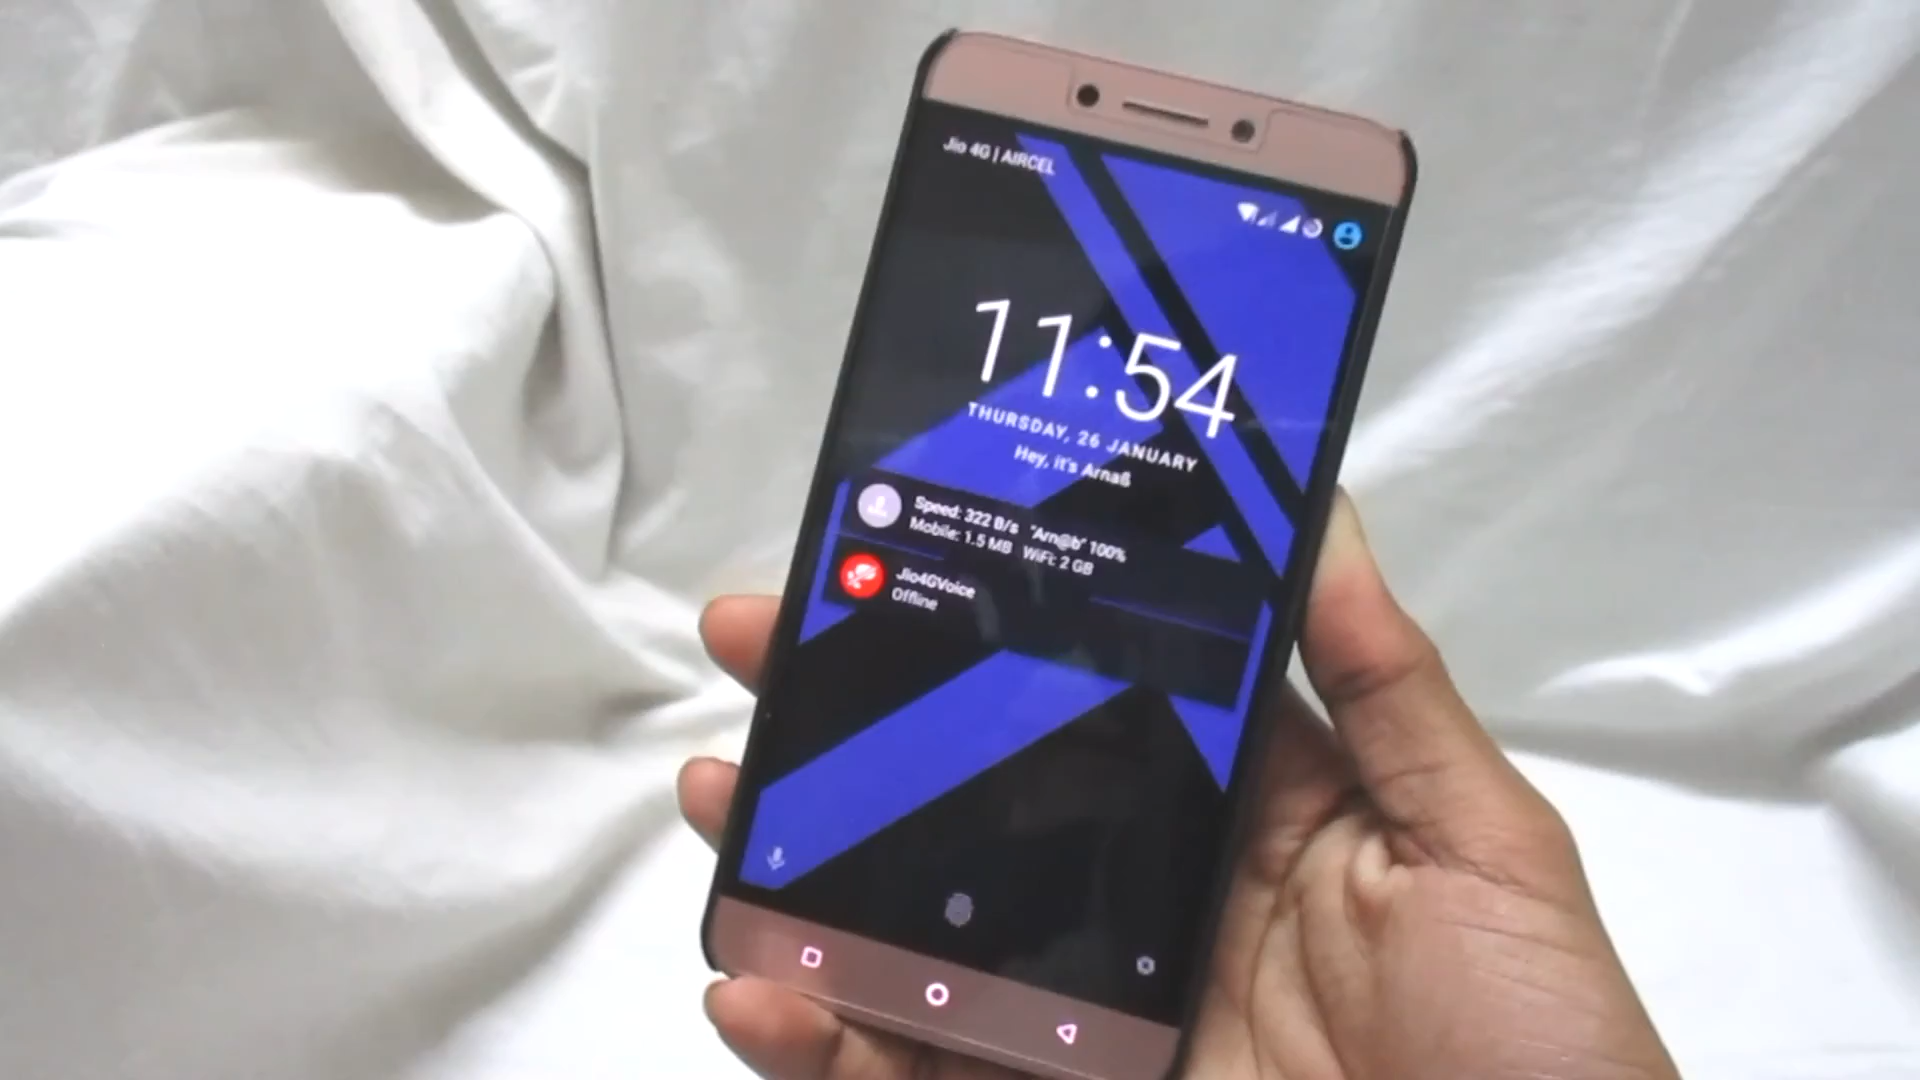 Jio 4G | AIRCEL
11:54
THURSDAY, 26 JANUARY
Hey, it's Arnaß
Speed: 322 B/s "Arn@b" 100%
Mobile: 1.5 MB WiFi: 2 GB
Jio4GVoice
Offline